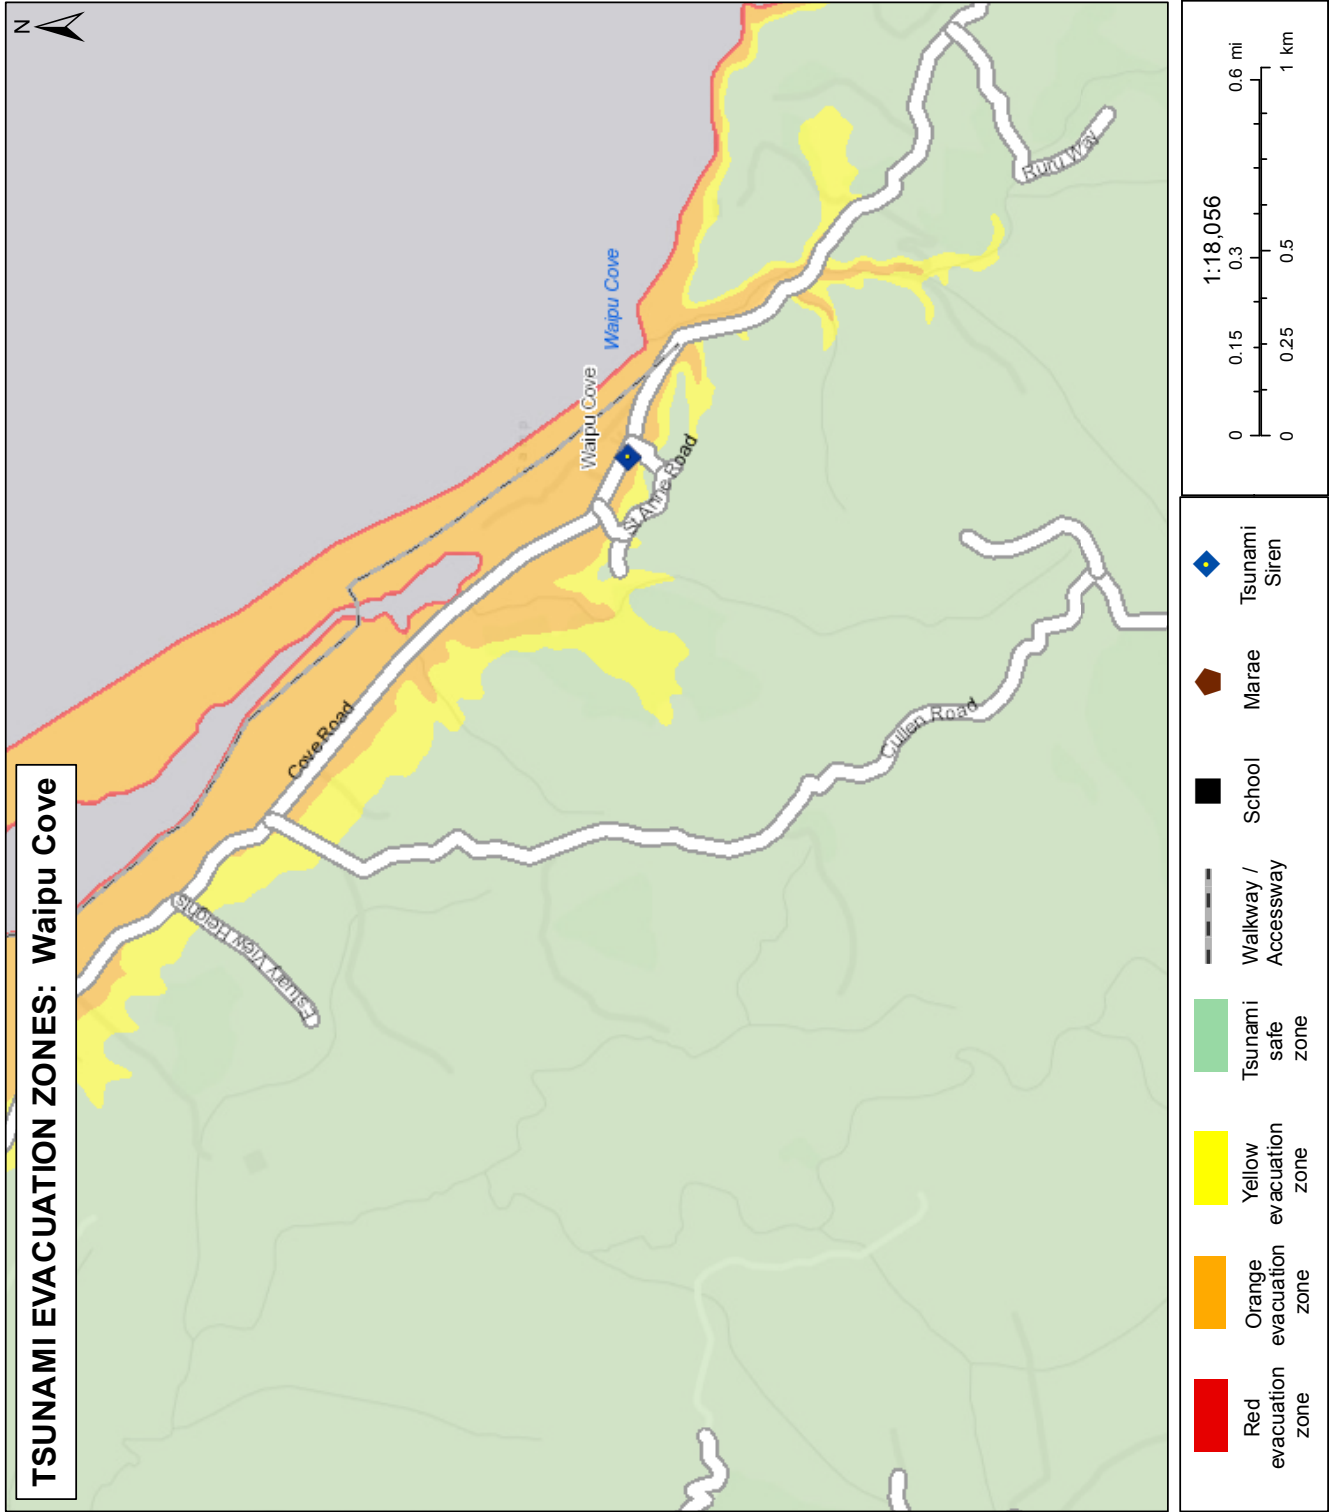 TSUNAMI EVACUATION ZONES: Waipu Cove
N
Waipu Cove
Waipu Cove
Cove Road
St Anne Road
Estuary View Heights
Cullen Road
Ruru Way
Red
evacuation
zone
Orange
evacuation
zone
Yellow
evacuation
zone
Tsunami
safe
zone
Walkway /
Accessway
School
Marae
Tsunami
Siren
1:18,056
0 0.15 0.3 0.6 mi
0 0.25 0.5 1 km